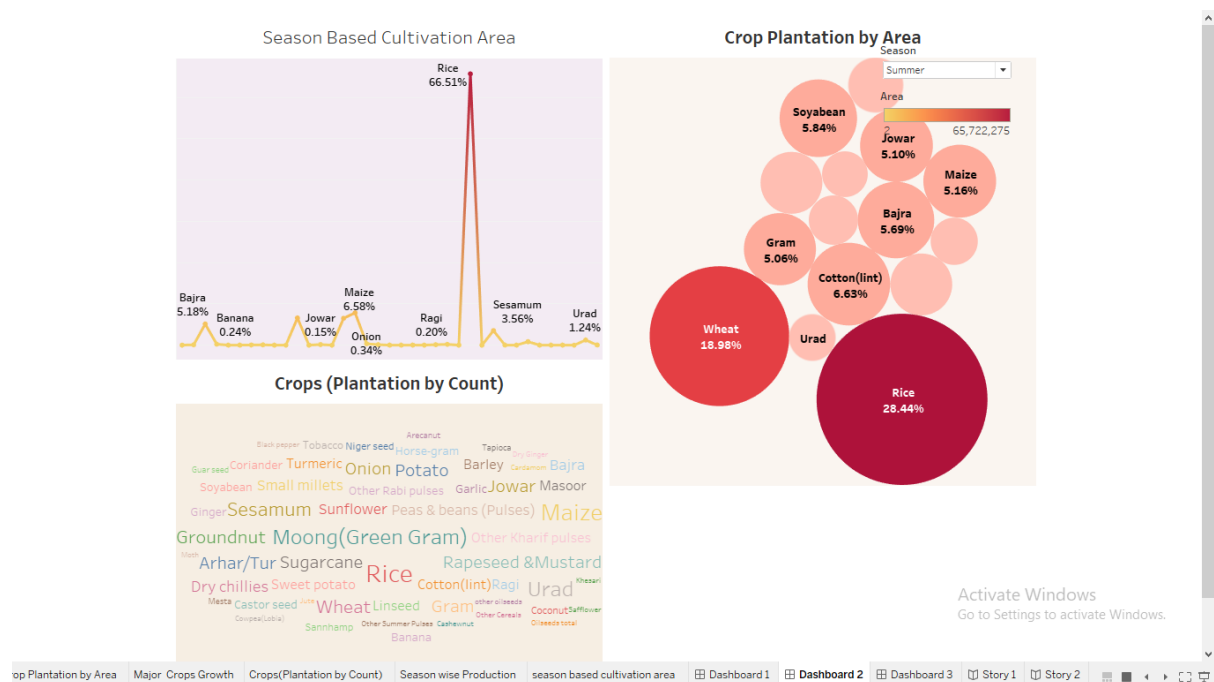 Season Based Cultivation Area
Rice
66.51%
Bajra
5.18%
Banana
0.24%
Jowar
0.15%
Maize
6.58%
Onion
0.34%
Ragi
0.20%
Sesamum
3.56%
Urad
1.24%
Crop Plantation by Area
Season
Summer
Area
2
65,722,275
Soyabean
5.84%
Jowar
5.10%
Maize
5.16%
Bajra
5.69%
Gram
5.06%
Cotton(lint)
6.63%
Wheat
18.98%
Urad
Rice
28.44%
Crops (Plantation by Count)
Arecanut
Black pepper Tobacco Niger seed Horse-gram Tapioca Dry Ginger
Guar seed Coriander Turmeric Onion Potato Barley Cardamom Bajra
Soyabean Small millets Other Rabi pulses Garlic Jowar Masoor
Ginger Sesamum Sunflower Peas & beans (Pulses) Maize
Groundnut Moong(Green Gram) Other Kharif pulses
Moth Arhar/Tur Sugarcane Rice Rapeseed &Mustard
Dry chillies Sweet potato Cotton(lint) Ragi Urad Khesari
Mesta Castor seed Jute Wheat Linseed Gram other oilseeds Coconut Safflower
Cowpea(Lobia) Other Cereals
Sannhamp Other Summer Pulses Cashewnut Oilseeds total
Banana
Activate Windows
Go to Settings to activate Windows.
rop Plantation by Area Major Crops Growth Crops(Plantation by Count) Season wise Production season based cultivation area Dashboard 1 Dashboard 2 Dashboard 3 Story 1 Story 2